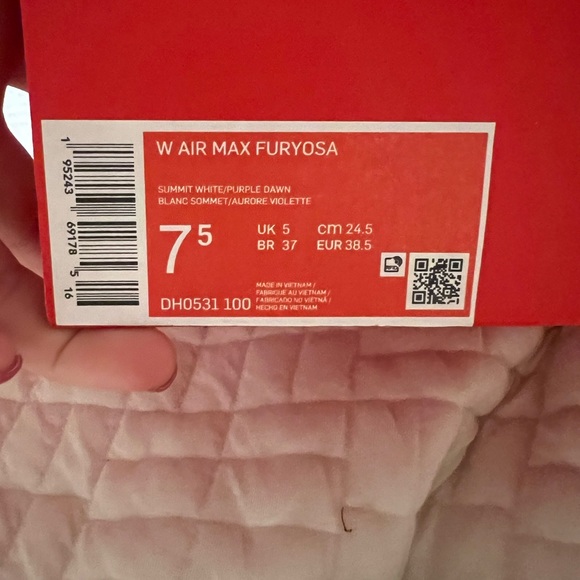 W AIR MAX FURYOSA
SUMMIT WHITE/PURPLE DAWN
BLANC SOMMET/AURORE VIOLETTE
7 5
UK 5 cm 24.5
BR 37 EUR 38.5
DH0531 100
MADE IN VIETNAM /
FABRIQUE AU VIETNAM /
FABRICADO NO VIETNÃ /
HECHO EN VIETNAM
1 95243 69178 5 16